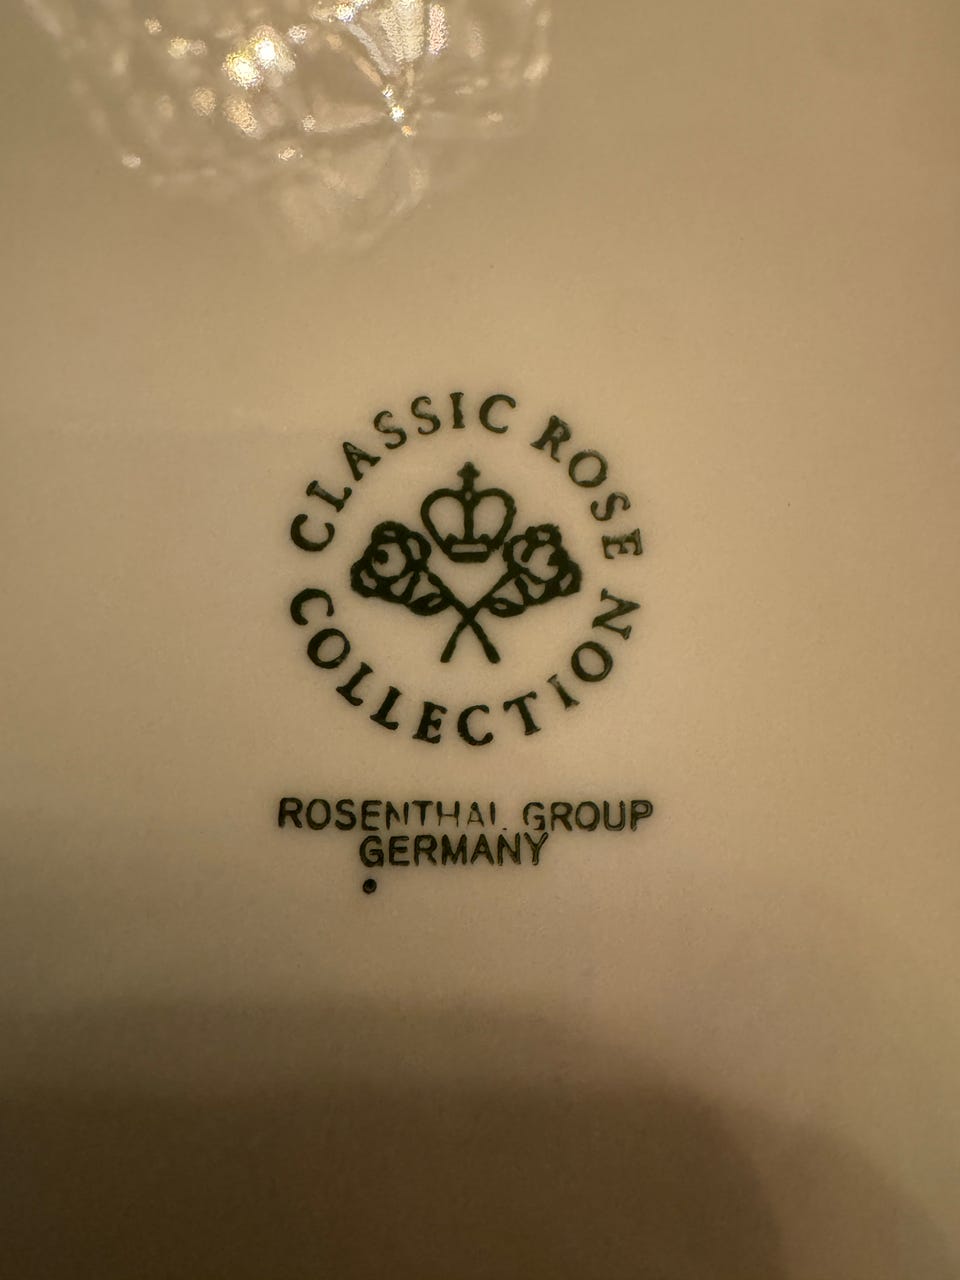 CLASSIC ROSE
COLLECTION
ROSENTHAL GROUP
GERMANY